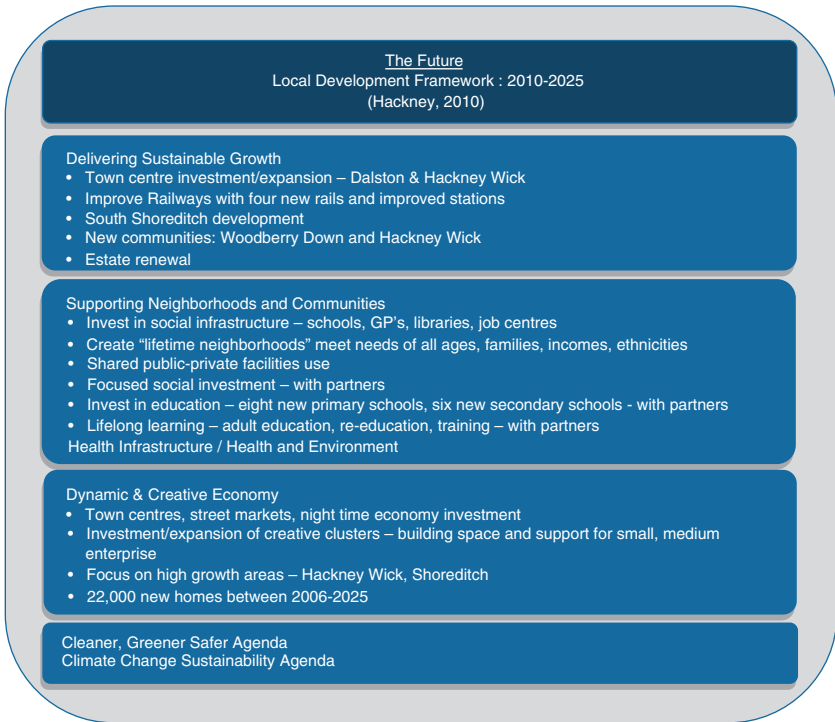 The Future
Local Development Framework : 2010-2025
(Hackney, 2010)
Delivering Sustainable Growth
• Town centre investment/expansion – Dalston & Hackney Wick
• Improve Railways with four new rails and improved stations
• South Shoreditch development
• New communities: Woodberry Down and Hackney Wick
• Estate renewal
Supporting Neighborhoods and Communities
• Invest in social infrastructure – schools, GP's, libraries, job centres
• Create “lifetime neighborhoods” meet needs of all ages, families, incomes, ethnicities
• Shared public-private facilities use
• Focused social investment – with partners
• Invest in education – eight new primary schools, six new secondary schools - with partners
• Lifelong learning – adult education, re-education, training – with partners
Health Infrastructure / Health and Environment
Dynamic & Creative Economy
• Town centres, street markets, night time economy investment
• Investment/expansion of creative clusters – building space and support for small, medium
enterprise
• Focus on high growth areas – Hackney Wick, Shoreditch
• 22,000 new homes between 2006-2025
Cleaner, Greener Safer Agenda
Climate Change Sustainability Agenda